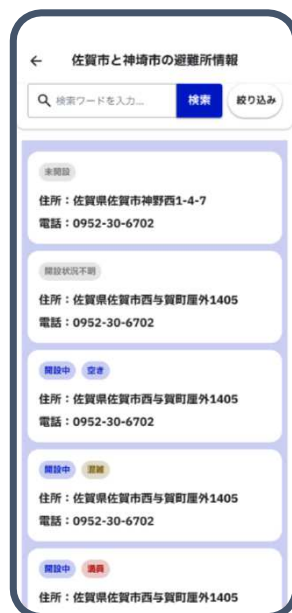 ← 佐賀市と神埼市の避難所情報
検索ワードを入力... 検索 絞り込み
未開設
住所：佐賀県佐賀市神野西1-4-7
電話：0952-30-6702
開設状況不明
住所：佐賀県佐賀市西与賀町厘外1405
電話：0952-30-6702
開設中 空き
住所：佐賀県佐賀市西与賀町厘外1405
電話：0952-30-6702
開設中 混雑
住所：佐賀県佐賀市西与賀町厘外1405
電話：0952-30-6702
開設中 満員
住所：佐賀県佐賀市西与賀町厘外1405